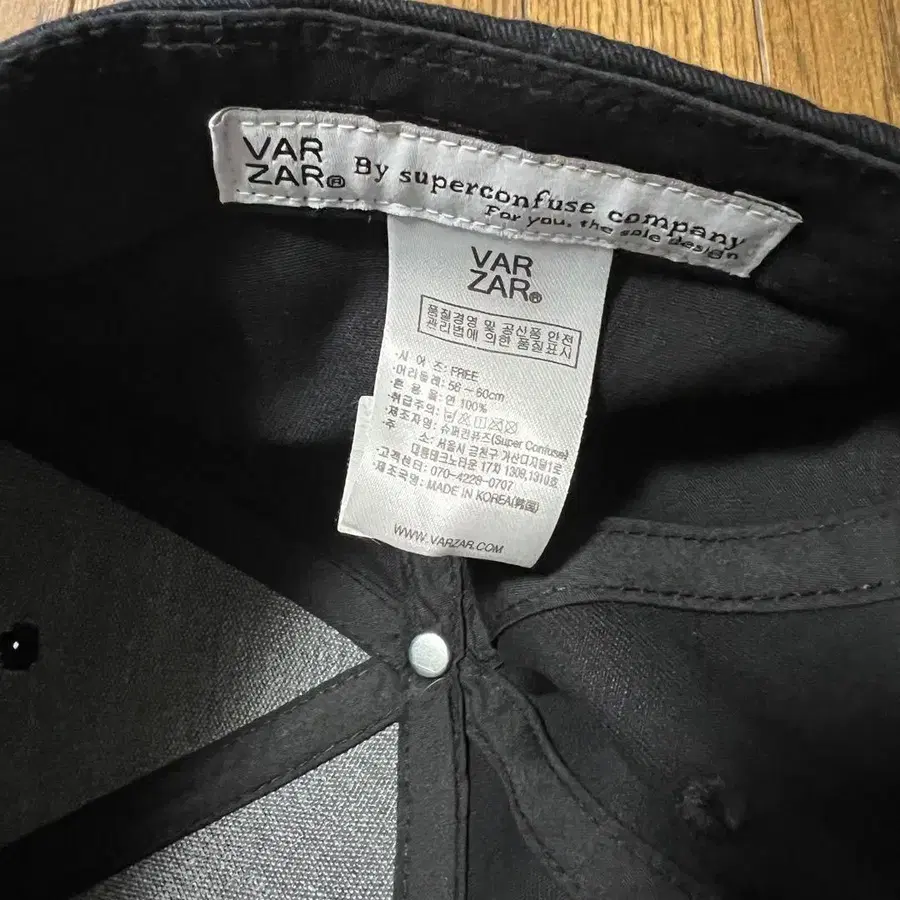 VAR
ZAR® By superconfuse company
For you, the sole design
VAR
ZAR®
품질경영 및 공산품 안전
관리법에 의한 품질표시
·사 이 즈: FREE
·머리둘레: 56~60cm
·혼 용 율: 면 100%
·취급주의:
·제조자명: 슈퍼컨퓨즈(Super Confuse)
주 소: 서울시 금천구 가산디지털1로
대륭테크노타운 17차 1309,1310호
·고객센터: 070-4228-0707
·제조국명: MADE IN KOREA(韩国)
WWW.VARZAR.COM